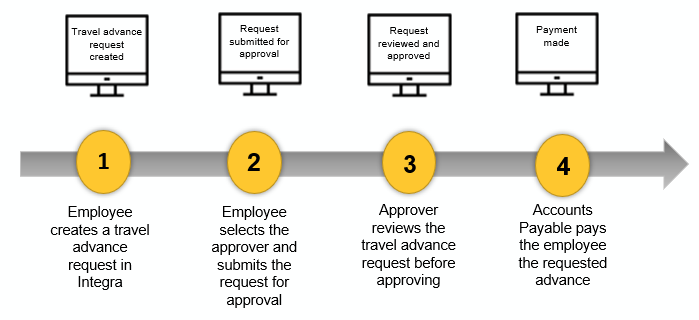 Travel advance
request
created
Request
submitted for
approval
Request
reviewed and
approved
Payment
made
1
2
3
4
Employee
creates a travel
advance
request in
Integra
Employee
selects the
approver and
submits the
request for
approval
Approver
reviews the
travel advance
request before
approving
Accounts
Payable pays
the employee
the requested
advance